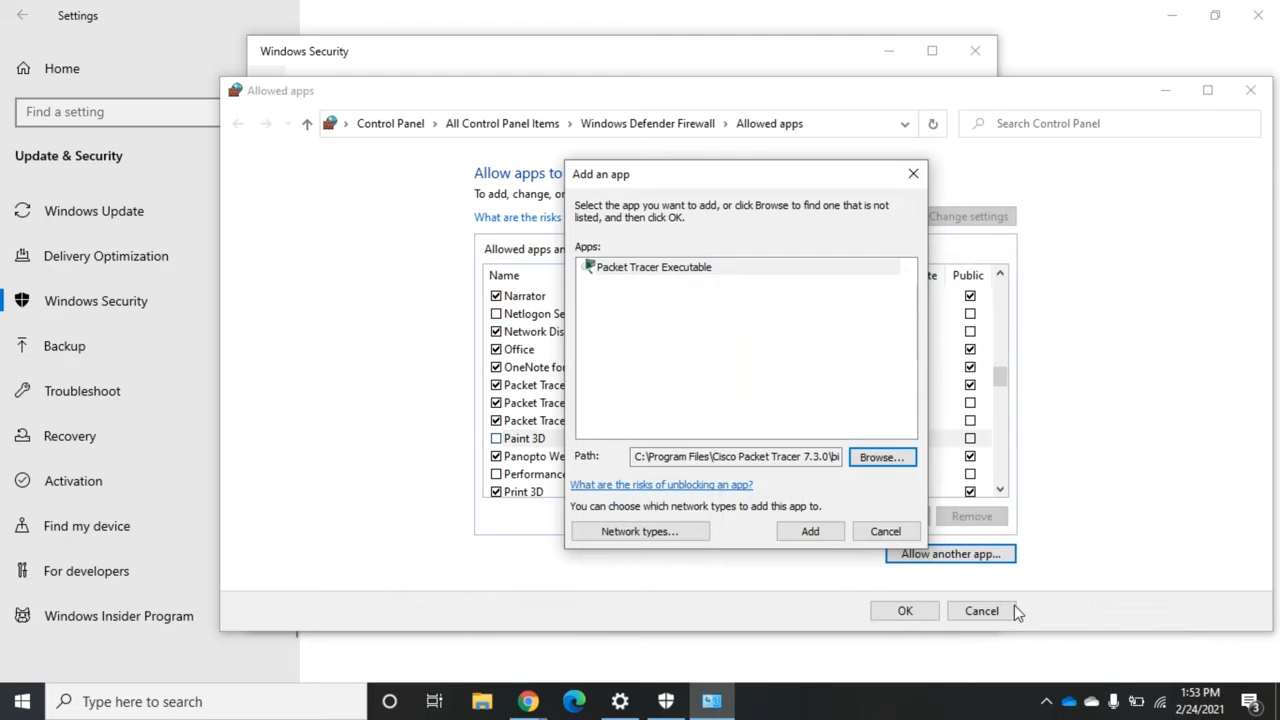 Settings
Home
Find a setting
Update & Security
Windows Update
Delivery Optimization
Windows Security
Backup
Troubleshoot
Recovery
Activation
Find my device
For developers
Windows Insider Program
Windows Security
Allowed apps
Control Panel > All Control Panel Items > Windows Defender Firewall > Allowed apps
Search Control Panel
Allow apps to
To add, change, or
What are the risks
Change settings
Allowed apps an
Name
te
Public
Narrator
Netlogon Se
Network Dis
Office
OneNote for
Packet Trace
Packet Trace
Packet Trace
Paint 3D
Panopto We
Performance
Print 3D
Remove
Allow another app...
OK
Cancel
Add an app
Select the app you want to add, or click Browse to find one that is not
listed, and then click OK.
Apps:
Packet Tracer Executable
Path:
C:\Program Files\Cisco Packet Tracer 7.3.0\bi
Browse...
What are the risks of unblocking an app?
You can choose which network types to add this app to.
Network types...
Add
Cancel
Type here to search
1:53 PM
2/24/2021
3